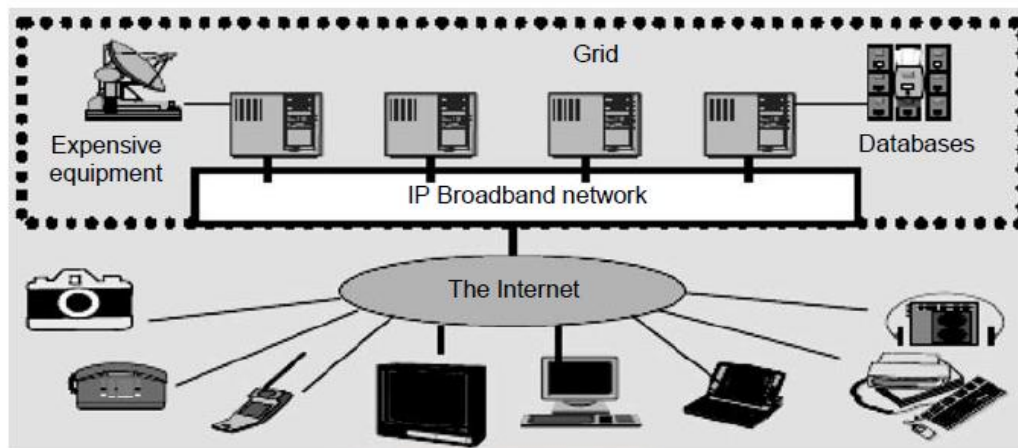 Grid
Expensive
equipment
Databases
IP Broadband network
The Internet